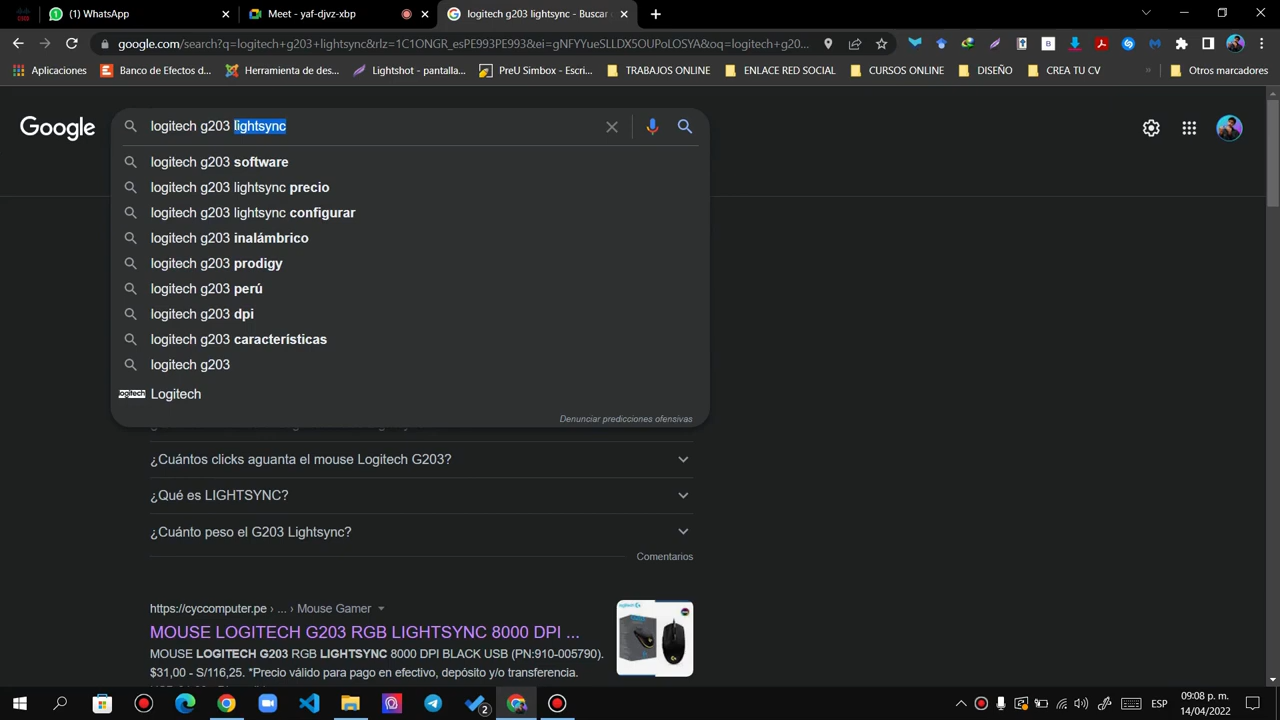 (1) WhatsApp
Meet - yaf-djvz-xbp
logitech g203 lightsync - Buscar
google.com/search?q=logitech+g203+lightsync&rlz=1C1ONGR_esPE993PE993&ei=gNFYYueSLLDX5OUPoLOSYA&oq=logitech+g20...
Aplicaciones
Banco de Efectos d...
Herramienta de des...
Lightshot - pantalla...
PreU Simbox - Escri...
TRABAJOS ONLINE
ENLACE RED SOCIAL
CURSOS ONLINE
DISEÑO
CREA TU CV
»
Otros marcadores
Google
logitech g203 lightsync
logitech g203 software
logitech g203 lightsync precio
logitech g203 lightsync configurar
logitech g203 inalámbrico
logitech g203 prodigy
logitech g203 perú
logitech g203 dpi
logitech g203 características
logitech g203
logitech
Logitech
Denunciar predicciones ofensivas
¿Cuántos clicks aguanta el mouse Logitech G203?
¿Qué es LIGHTSYNC?
¿Cuánto peso el G203 Lightsync?
Comentarios
https://cyccomputer.pe › ... › Mouse Gamer
MOUSE LOGITECH G203 RGB LIGHTSYNC 8000 DPI ...
MOUSE LOGITECH G203 RGB LIGHTSYNC 8000 DPI BLACK USB (PN:910-005790).
$31,00 - S/116,25. *Precio válido para pago en efectivo, depósito y/o transferencia.
2
ESP
09:08 p. m.
14/04/2022